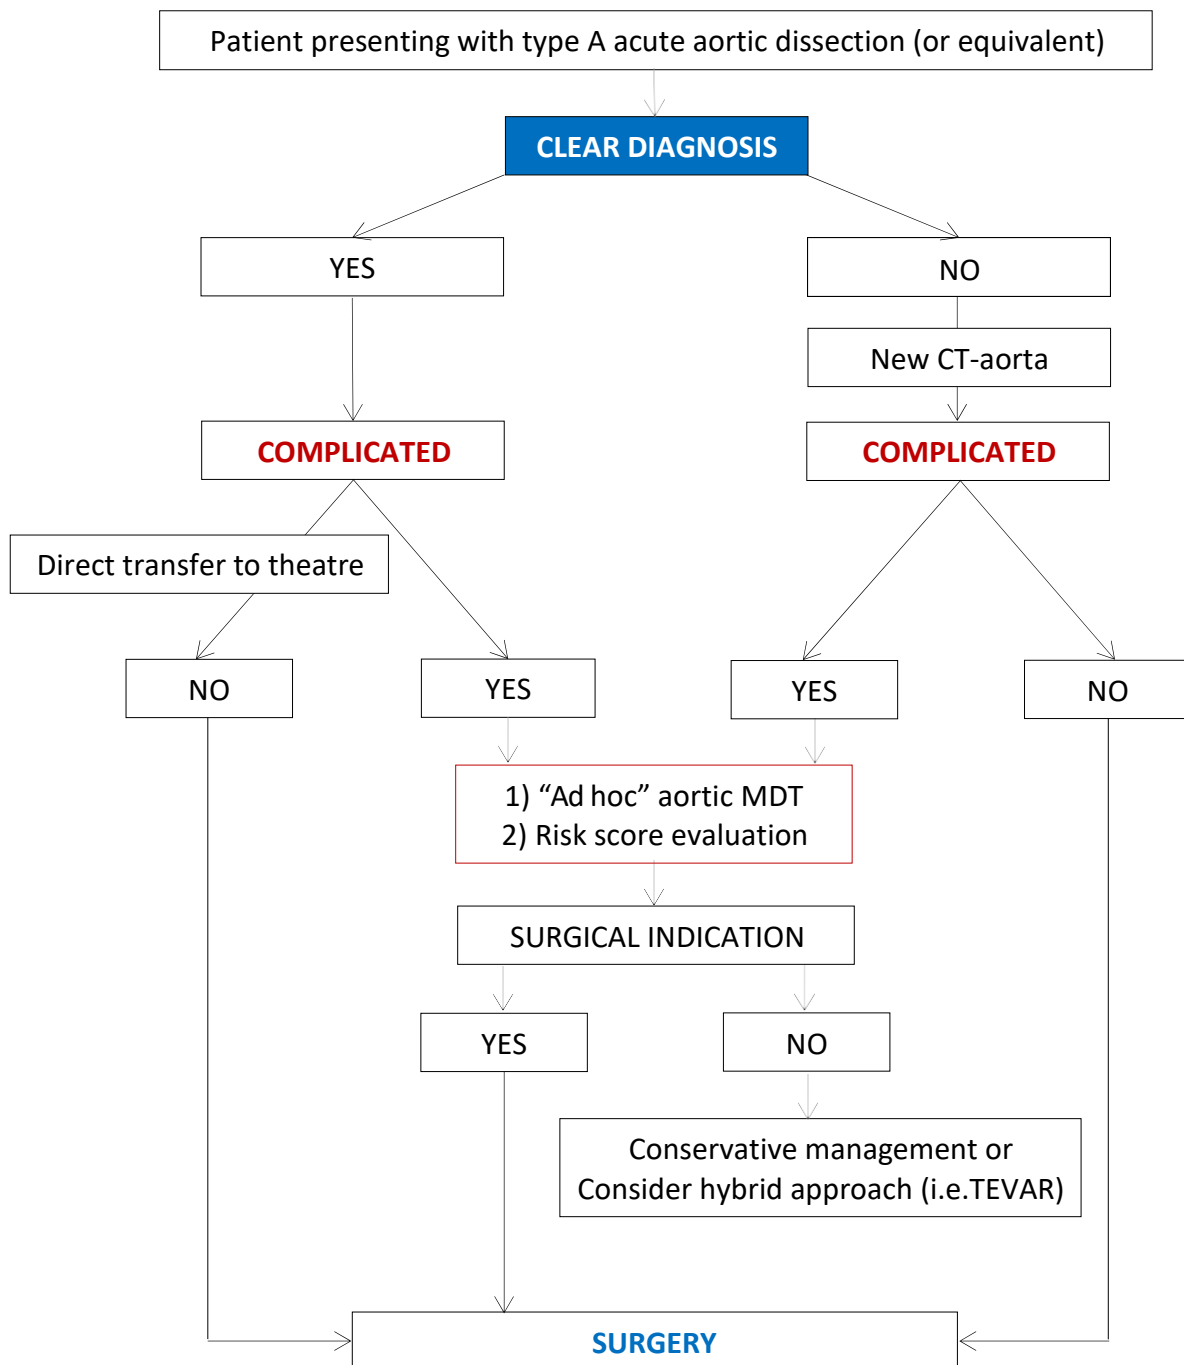 Patient presenting with type A acute aortic dissection (or equivalent)
CLEAR DIAGNOSIS
YES
NO
New CT-aorta
COMPLICATED
COMPLICATED
Direct transfer to theatre
NO
YES
YES
NO
1) “Ad hoc” aortic MDT
2) Risk score evaluation
SURGICAL INDICATION
YES
NO
Conservative management or
Consider hybrid approach (i.e.TEVAR)
SURGERY